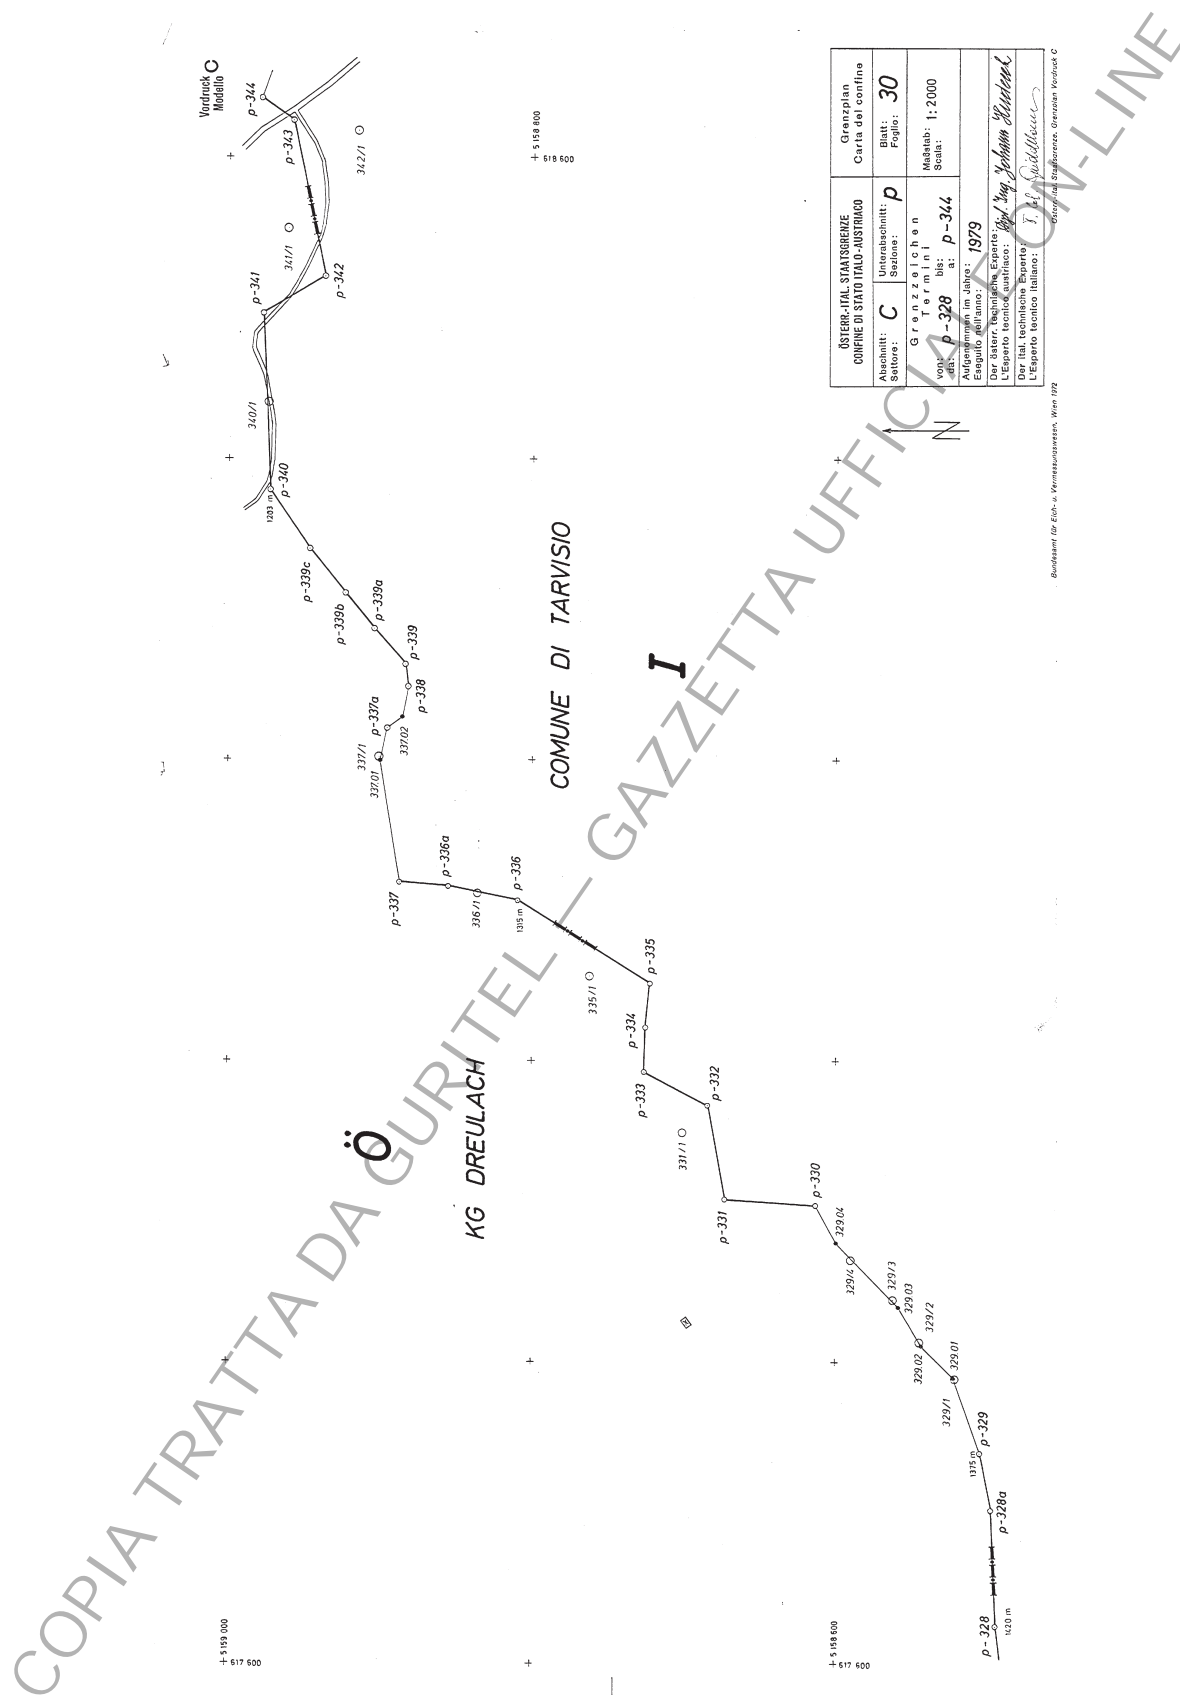 Vordruck C
Modello
p-344
p-343
342/1
341/1
p-342
p-341
340/1
p-340
1203 m
p-339c
p-339b
p-339a
p-339
p-338
p-337a
337.02
337/1
337.01
p-337
p-336a
336/1
p-336
1315 m
335/1
p-335
p-334
p-333
p-332
331/1
p-331
p-330
329.04
329/4
329/3
329.03
329/2
329.02
329.01
329/1
p-329
1375 m
p-328a
p-328
1420 m
Ö
KG DREULACH
COMUNE DI TARVISIO
I
5 158 800
618 600
5 159 000
617 600
5 158 600
617 600
N
ÖSTERR.-ITAL. STAATSGRENZE
CONFINE DI STATO ITALO-AUSTRIACO
Grenzplan
Carta del confine
Abschnitt: C
Settore:
Unterabschnitt: p
Sezione:
Blatt: 30
Foglio:
Grenzzeichen
Termini
von: p-328 bis: p-344
da: a:
Maßstab: 1:2000
Scala:
Aufgenommen im Jahre: 1979
Eseguito nell'anno:
Der österr. technische Experte: Dipl. Ing. Johann
L'Esperto tecnico austriaco:
Der ital. technische Experte:
L'Esperto tecnico italiano:
Bundesamt für Eich- u. Vermessungswesen, Wien 1972
Österr.-ital. Staatsgrenze, Grenzplan Vordruck C
COPIA TRATTA DA GURITEL — GAZZETTA UFFICIALE ON-LINE